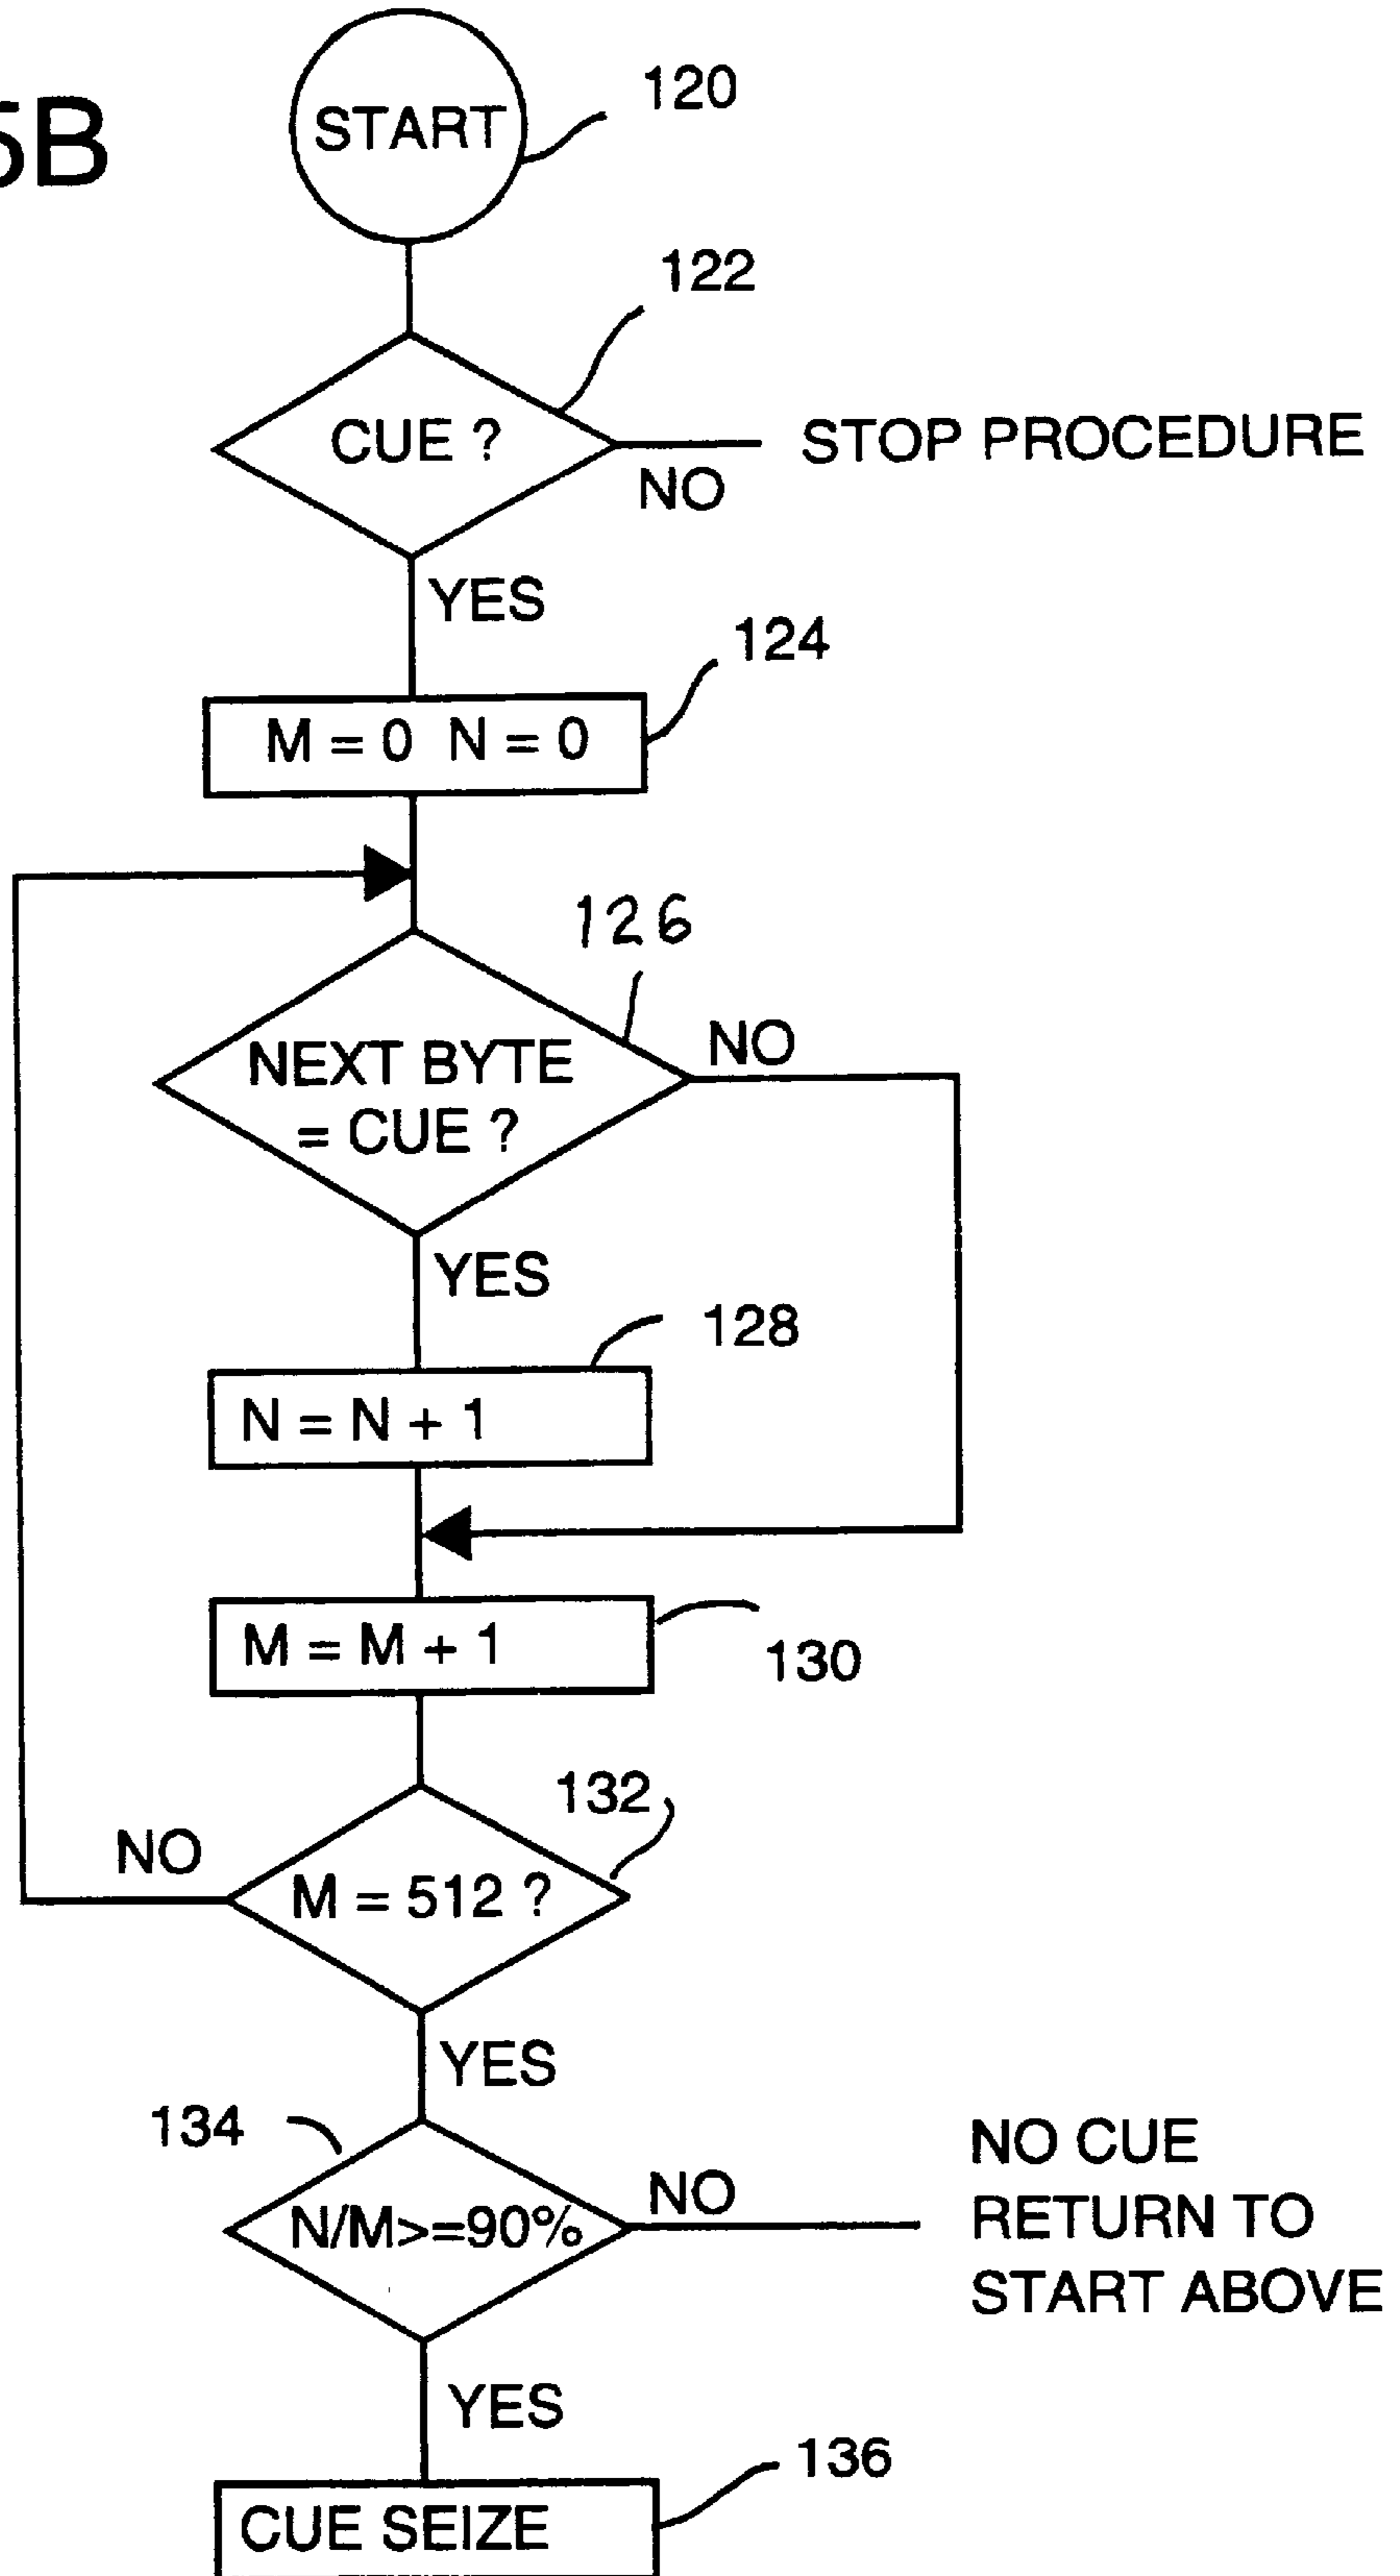 5B
START
120
122
CUE ?
NO
STOP PROCEDURE
YES
124
M = 0 N = 0
126
NEXT BYTE
= CUE ?
NO
YES
128
N = N + 1
M = M + 1
130
132
NO
M = 512 ?
YES
134
N/M>=90%
NO
NO CUE
RETURN TO
START ABOVE
YES
136
CUE SEIZE